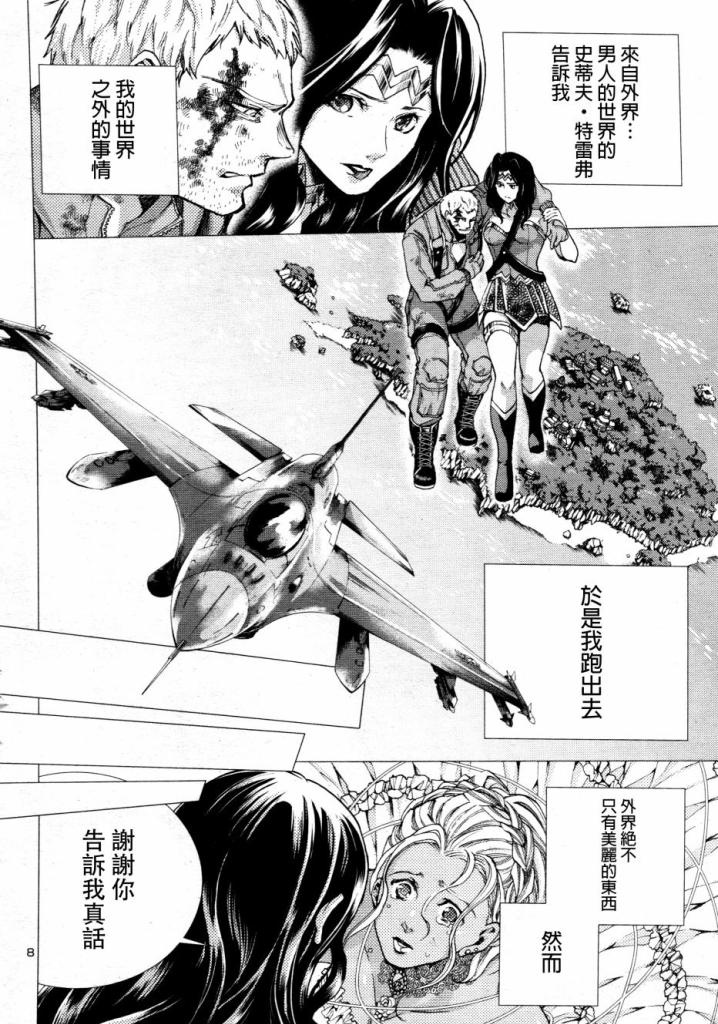 來自外界…
男人的世界的
史蒂夫・特雷弗
告訴我
我的世界
之外的事情
於是我跑出去
外界絕不
只有美麗的東西
然而
謝謝你
告訴我真話
8